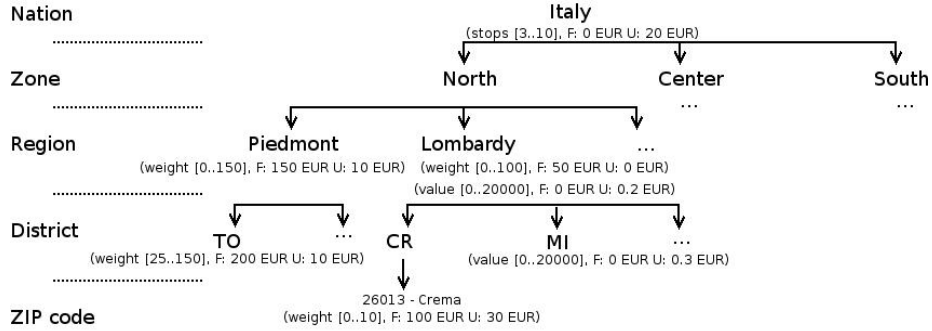 Nation
Italy
(stops [3..10], F: 0 EUR U: 20 EUR)
Zone
North
Center
South
...
...
Region
Piedmont
Lombardy
...
(weight [0..150], F: 150 EUR U: 10 EUR)
(weight [0..100], F: 50 EUR U: 0 EUR)
(value [0..20000], F: 0 EUR U: 0.2 EUR)
District
TO
...
CR
MI
...
(weight [25..150], F: 200 EUR U: 10 EUR)
(value [0..20000], F: 0 EUR U: 0.3 EUR)
26013 - Crema
ZIP code
(weight [0..10], F: 100 EUR U: 30 EUR)